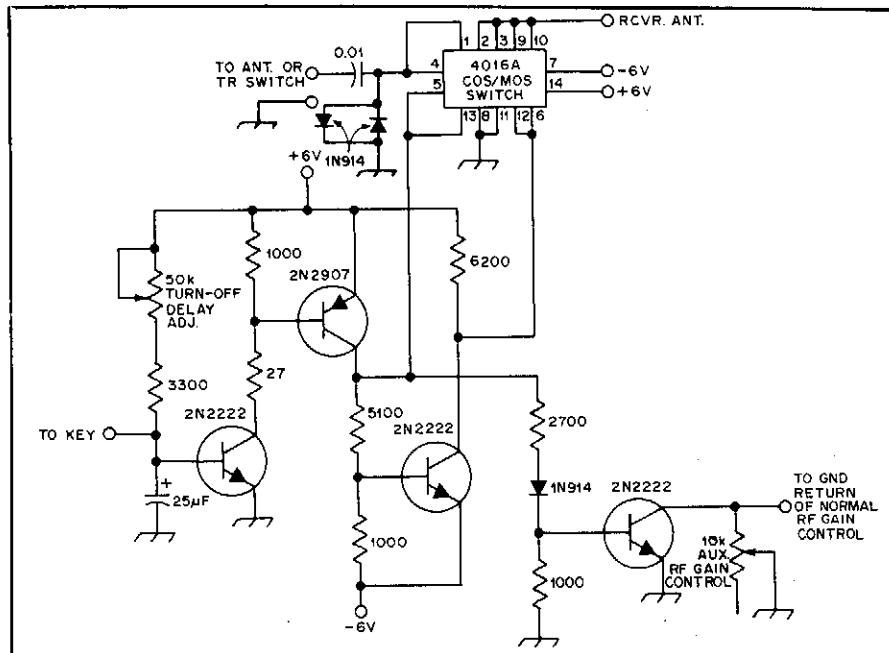 RCVR. ANT.
1 2 3 9 10
0.01
TO ANT. OR
TR SWITCH
4
4016A
7
-6V
COS/MOS
5
SWITCH
14
+6V
13 8 11 12 6
1N914
+6V
1000
6200
50k
TURN-OFF
DELAY
ADJ.
2N2907
3300
27
2N2222
5100
2N2222
2700
TO KEY
+
25µF
1N914
2N2222
TO GND
RETURN
OF NORMAL
RF GAIN
CONTROL
1000
1000
10k
AUX.
RF GAIN
CONTROL
-6V